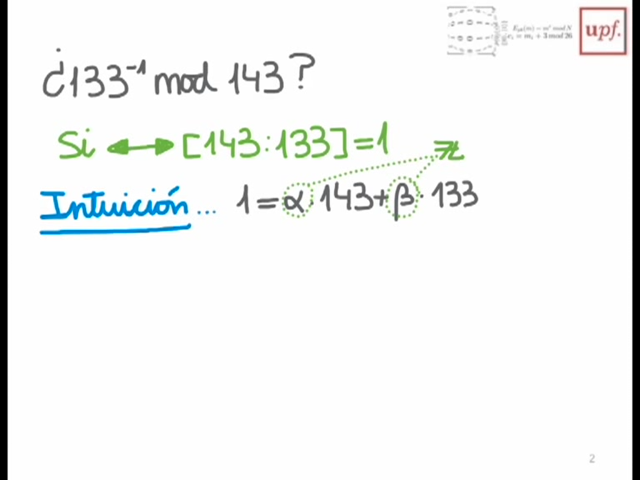 ¿133⁻¹ mod 143?
Si ↔ [143:133]=1
ℤ
Intuición... 1=α·143+β·133
upf.
2